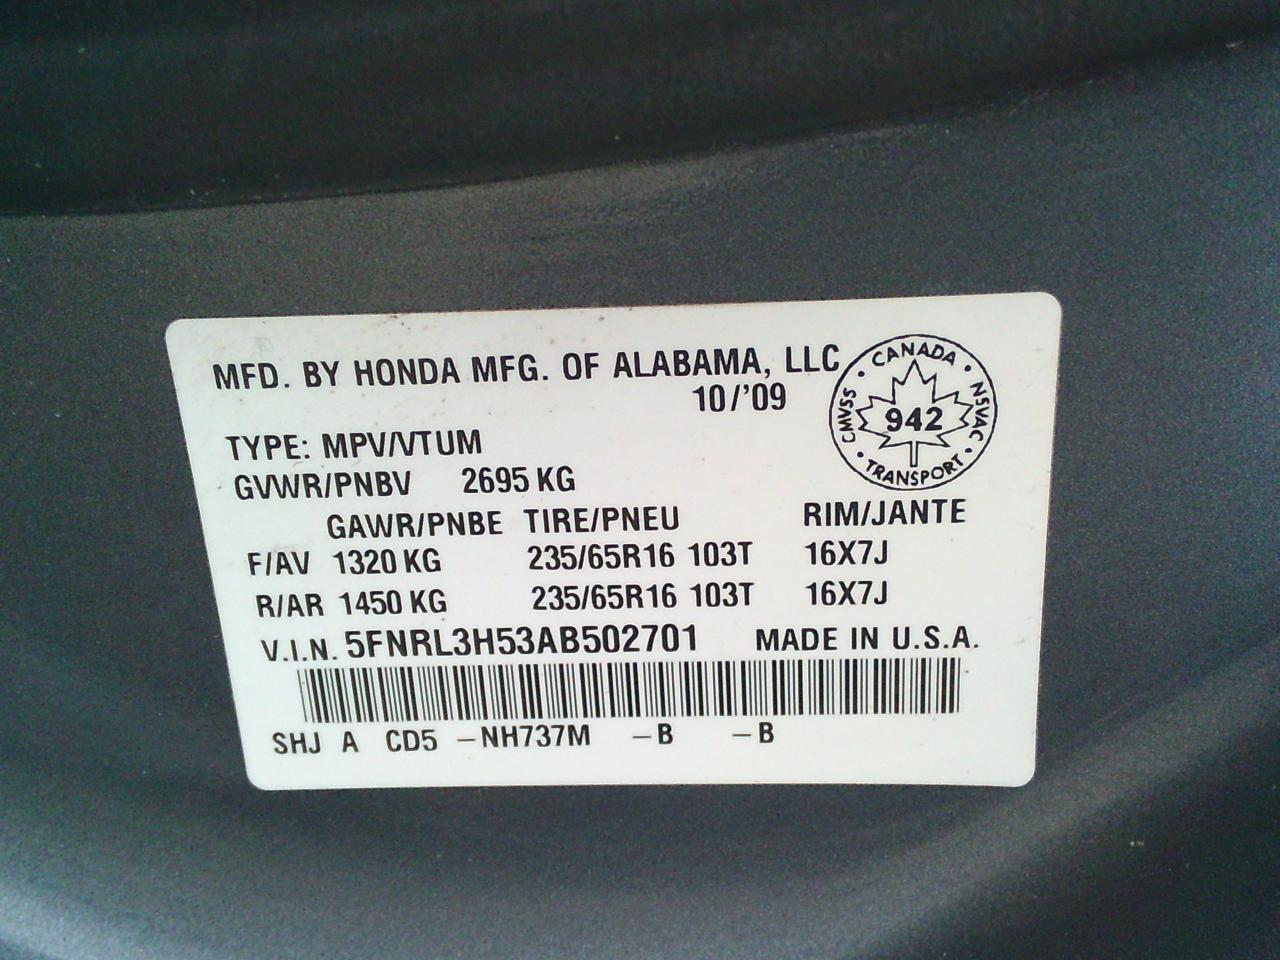 MFD. BY HONDA MFG. OF ALABAMA, LLC
10/'09
CANADA · NSVAC · TRANSPORT · CMVSS ·
942
TYPE: MPV/VTUM
GVWR/PNBV 2695 KG
GAWR/PNBE TIRE/PNEU RIM/JANTE
F/AV 1320 KG 235/65R16 103T 16X7J
R/AR 1450 KG 235/65R16 103T 16X7J
V.I.N. 5FNRL3H53AB502701 MADE IN U.S.A.
SHJ A CD5 –NH737M –B –B